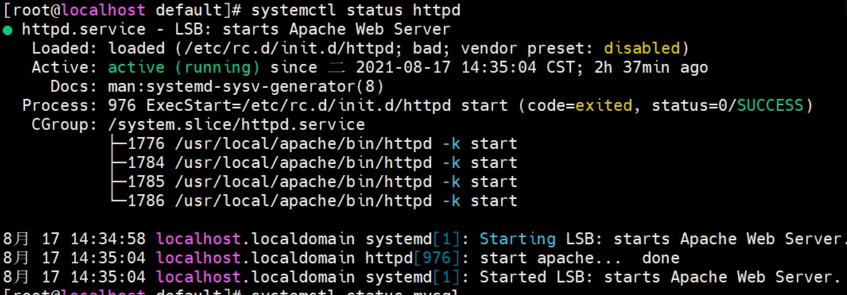 [root@localhost default]# systemctl status httpd
● httpd.service - LSB: starts Apache Web Server
Loaded: loaded (/etc/rc.d/init.d/httpd; bad; vendor preset: disabled)
Active: active (running) since 二 2021-08-17 14:35:04 CST; 2h 37min ago
Docs: man:systemd-sysv-generator(8)
Process: 976 ExecStart=/etc/rc.d/init.d/httpd start (code=exited, status=0/SUCCESS)
CGroup: /system.slice/httpd.service
├─1776 /usr/local/apache/bin/httpd -k start
├─1784 /usr/local/apache/bin/httpd -k start
├─1785 /usr/local/apache/bin/httpd -k start
└─1786 /usr/local/apache/bin/httpd -k start
8月 17 14:34:58 localhost.localdomain systemd[1]: Starting LSB: starts Apache Web Server.
8月 17 14:35:04 localhost.localdomain httpd[976]: start apache... done
8月 17 14:35:04 localhost.localdomain systemd[1]: Started LSB: starts Apache Web Server.
[root@localhost default]# systemctl status mysql